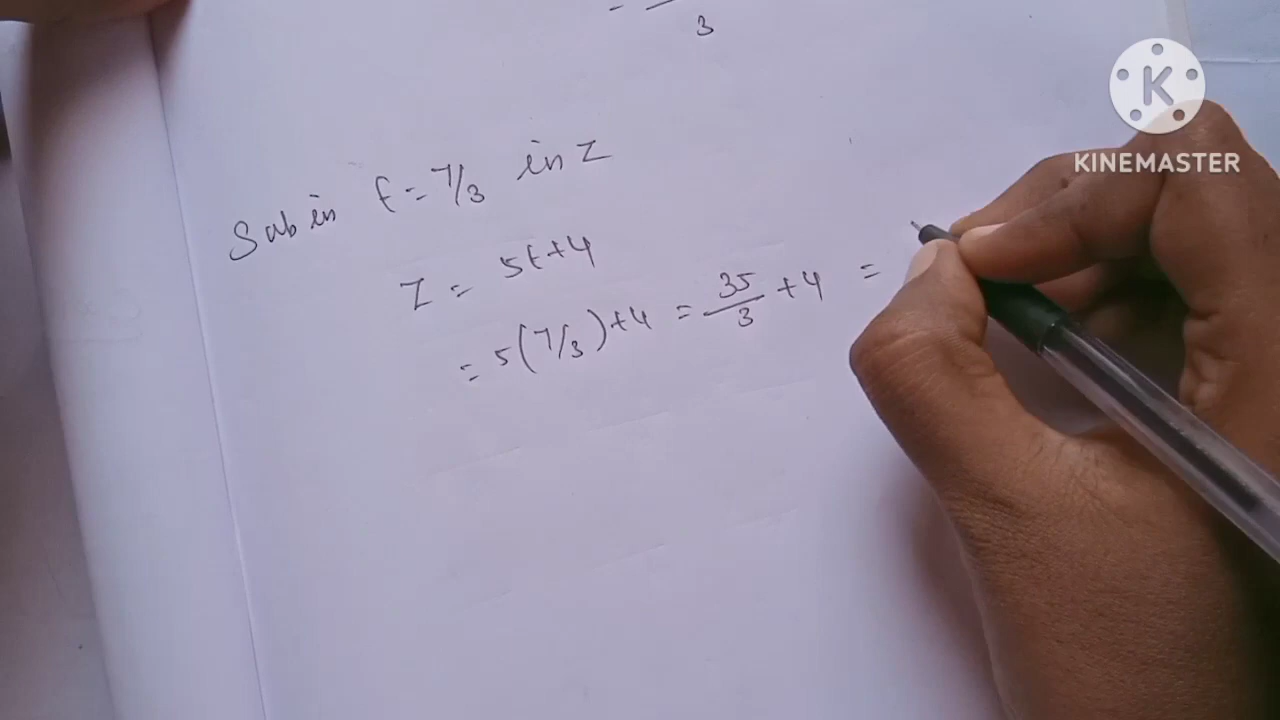 - 3
Sub in t = 7/3 in Z
Z = 5t+4
= 5(7/3)+4 = 35/3 + 4 =
K
KINEMASTER